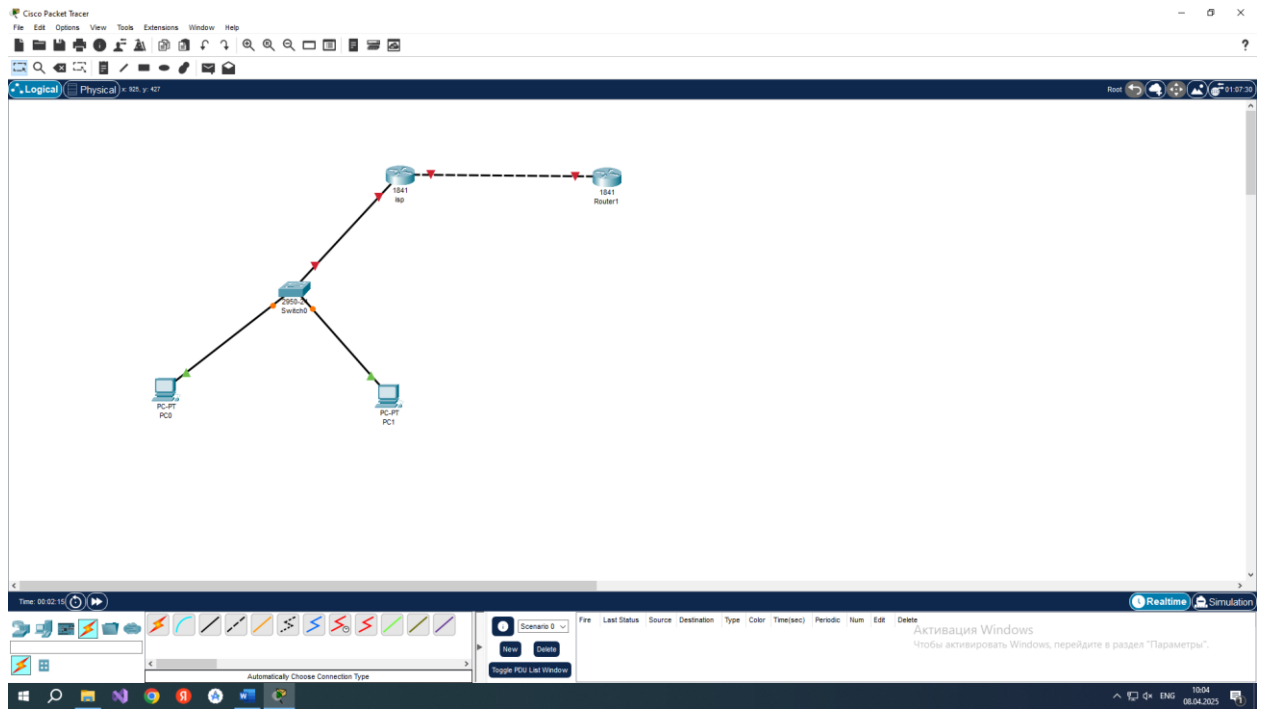 Cisco Packet Tracer
File Edit Options View Tools Extensions Window Help
?
Logical Physical x: 925, y: 427 Root 01:07:30
1841
isp
1841
Router1
2950-24
Switch0
PC-PT
PC0
PC-PT
PC1
Time: 00:02:15 Realtime Simulation
Scenario 0
New Delete
Toggle PDU List Window
Fire Last Status Source Destination Type Color Time(sec) Periodic Num Edit Delete
Активация Windows
Чтобы активировать Windows, перейдите в раздел "Параметры".
Automatically Choose Connection Type
ENG 10:04
08.04.2025